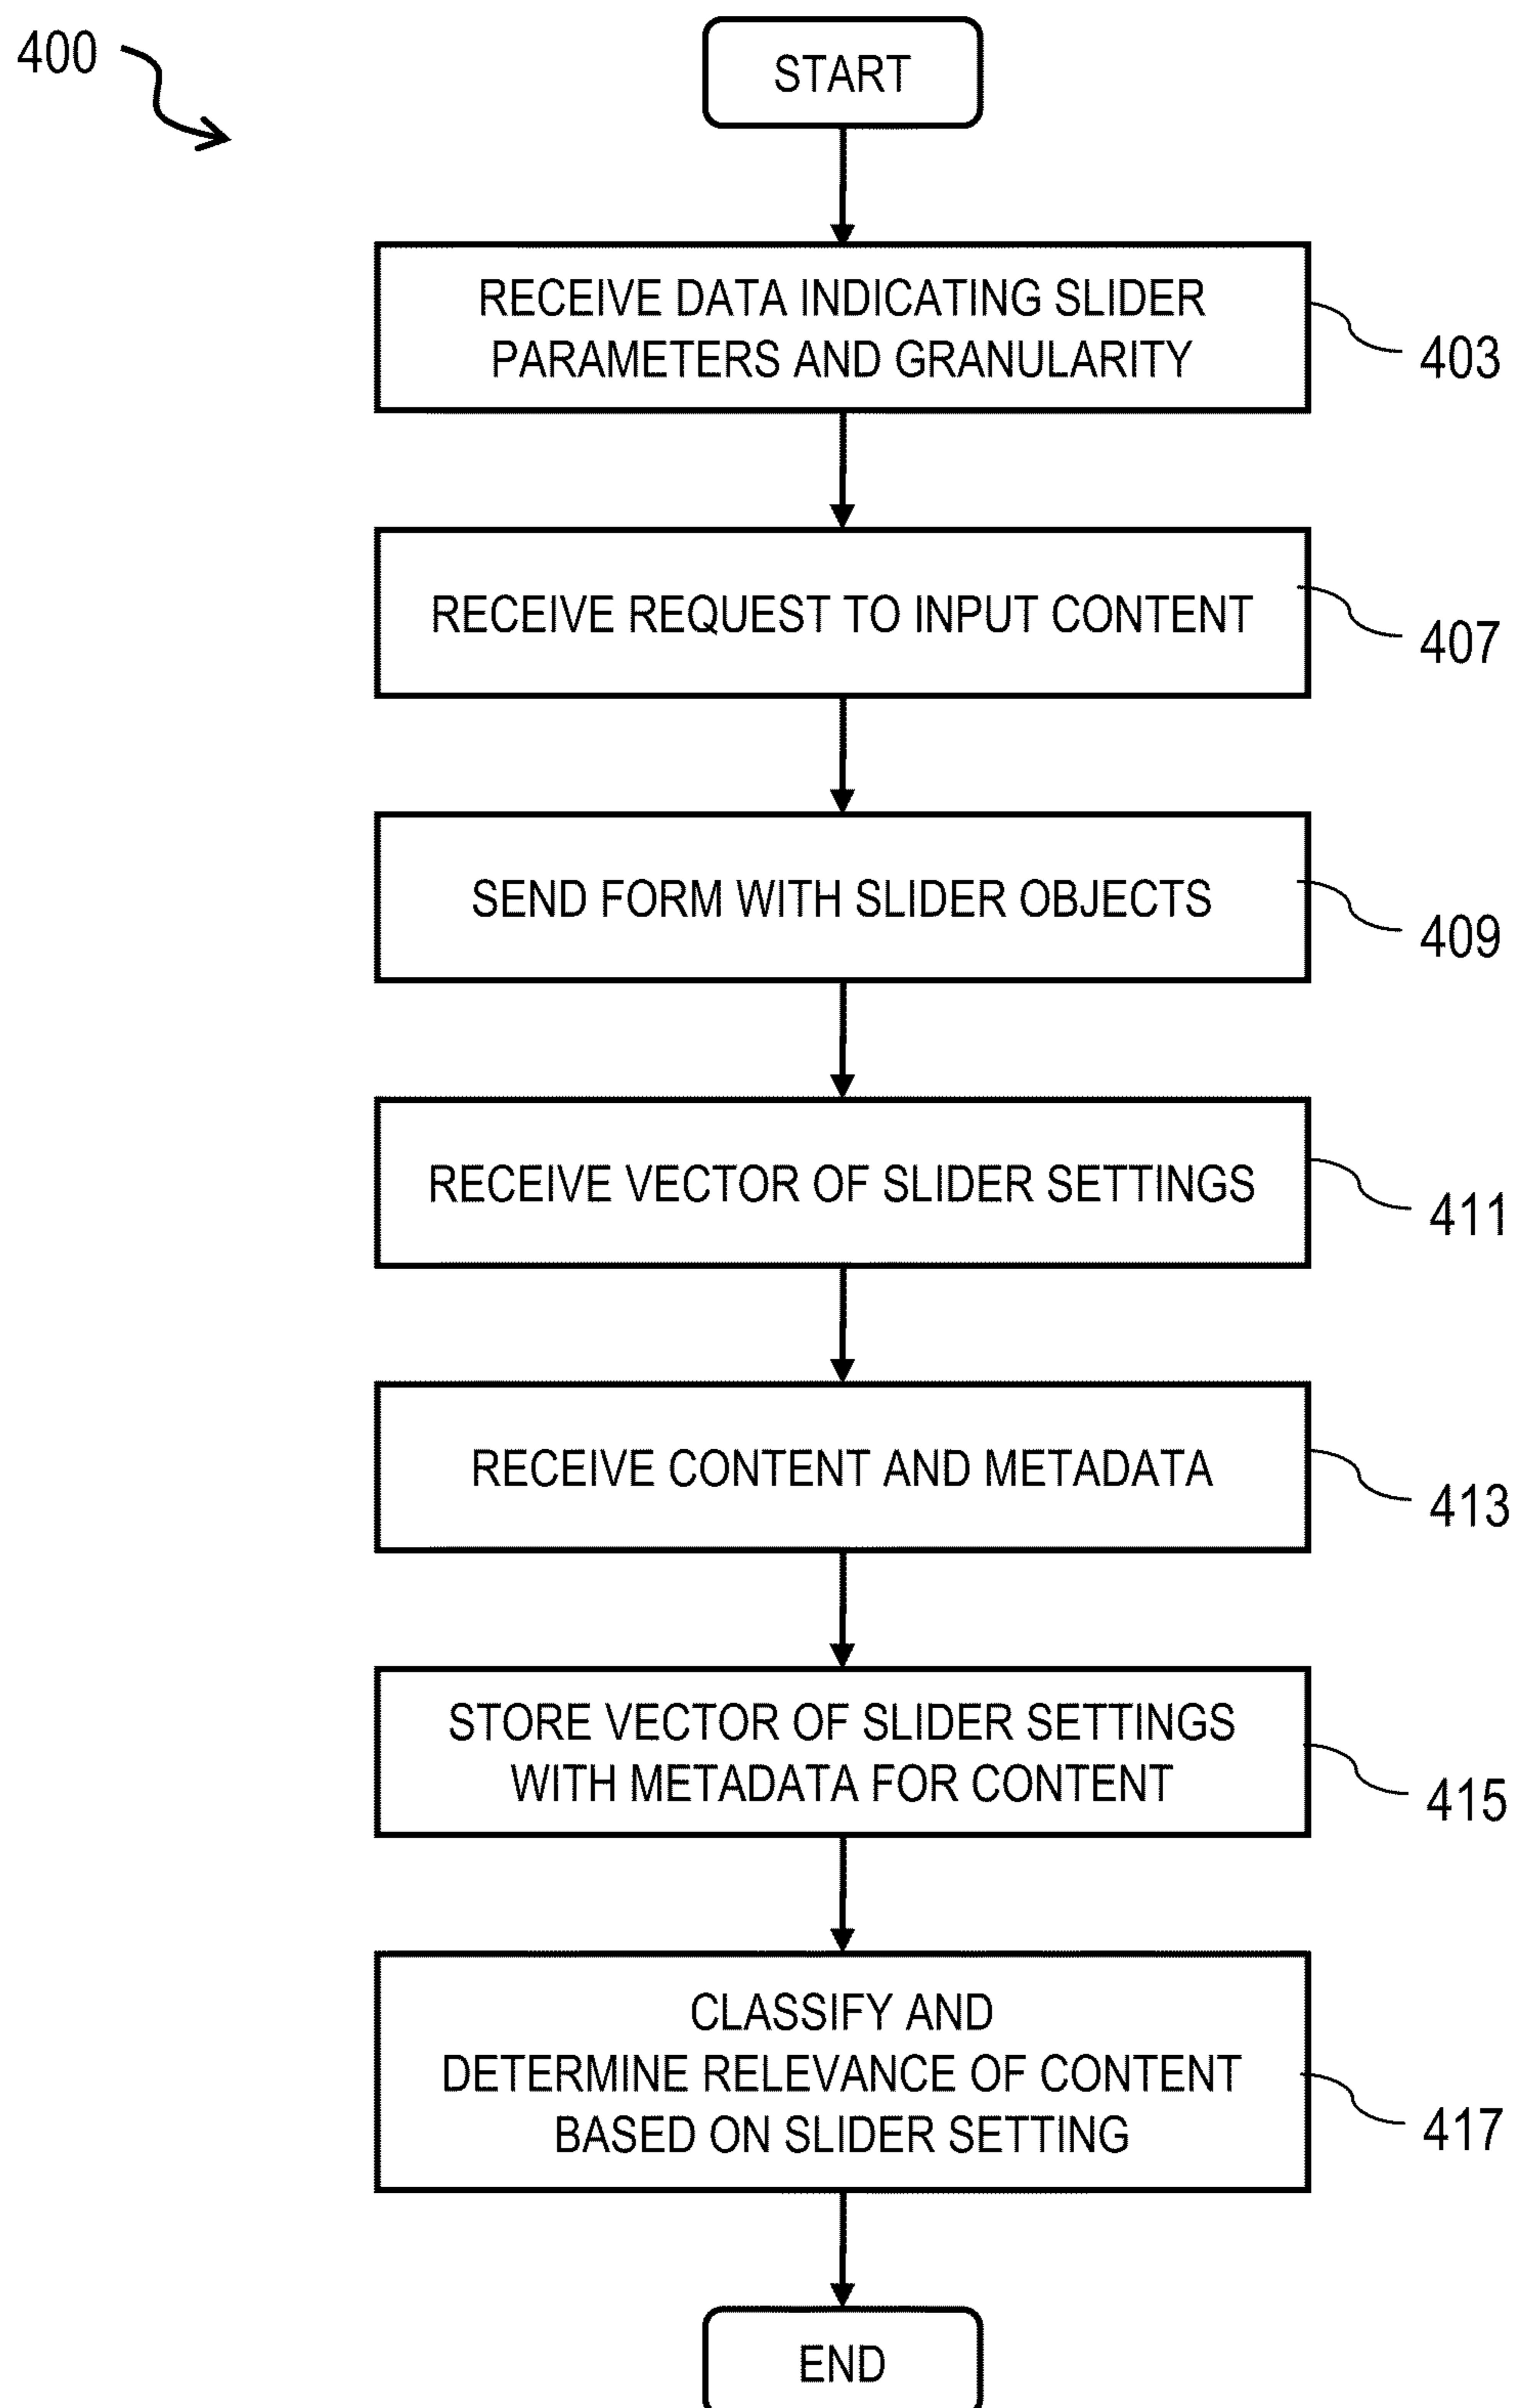 400
START
RECEIVE DATA INDICATING SLIDER
PARAMETERS AND GRANULARITY
403
RECEIVE REQUEST TO INPUT CONTENT
407
SEND FORM WITH SLIDER OBJECTS
409
RECEIVE VECTOR OF SLIDER SETTINGS
411
RECEIVE CONTENT AND METADATA
413
STORE VECTOR OF SLIDER SETTINGS
WITH METADATA FOR CONTENT
415
CLASSIFY AND
DETERMINE RELEVANCE OF CONTENT
BASED ON SLIDER SETTING
417
END